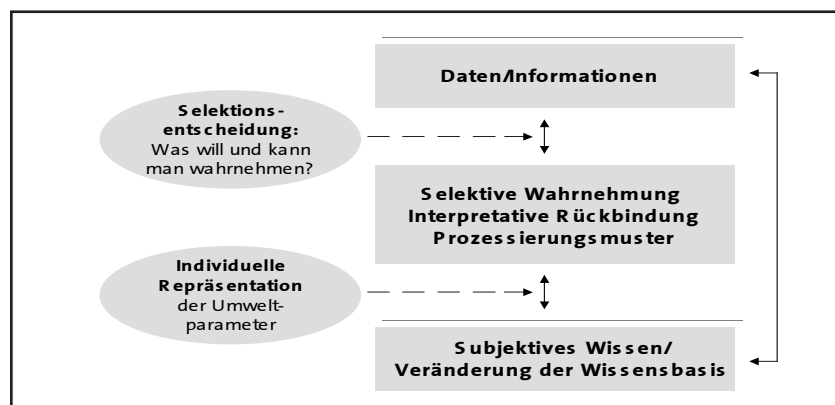 Daten/Informationen
Selektions-
entscheidung:
Was will und kann
man wahrnehmen?
Selektive Wahrnehmung
Interpretative Rückbindung
Prozessierungsmuster
Individuelle
Repräsentation
der Umwelt-
parameter
Subjektives Wissen/
Veränderung der Wissensbasis